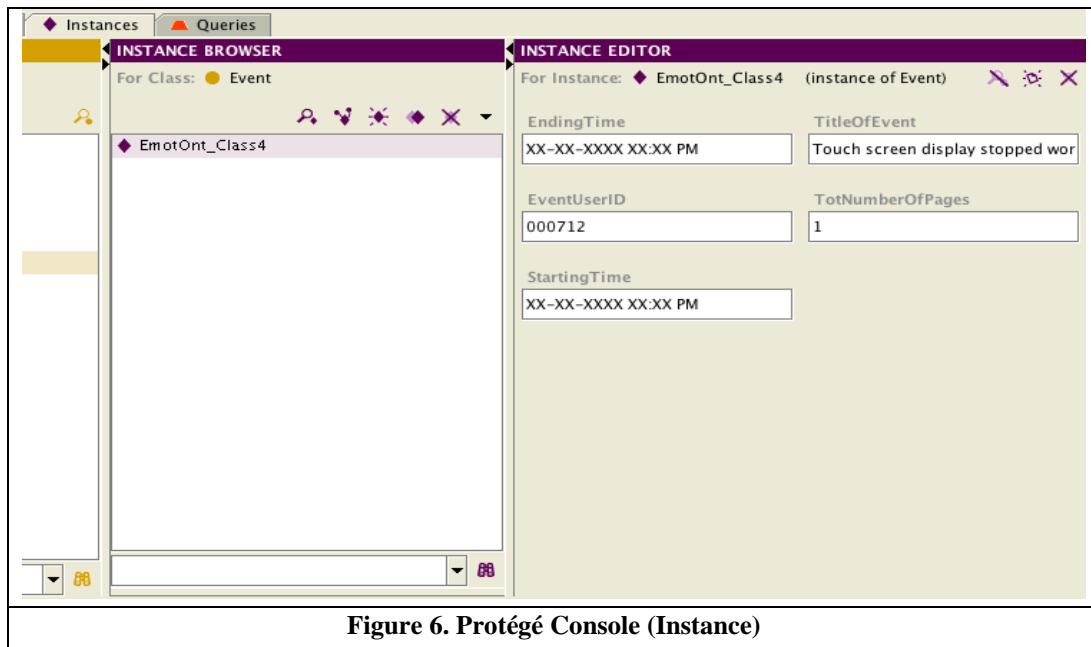 Instances Queries
INSTANCE BROWSER
For Class: Event
EmotOnt_Class4
INSTANCE EDITOR
For Instance: EmotOnt_Class4 (instance of Event)
EndingTime TitleOfEvent
XX-XX-XXXX XX:XX PM Touch screen display stopped wor
EventUserID TotNumberOfPages
000712 1
StartingTime
XX-XX-XXXX XX:XX PM
Figure 6. Protégé Console (Instance)